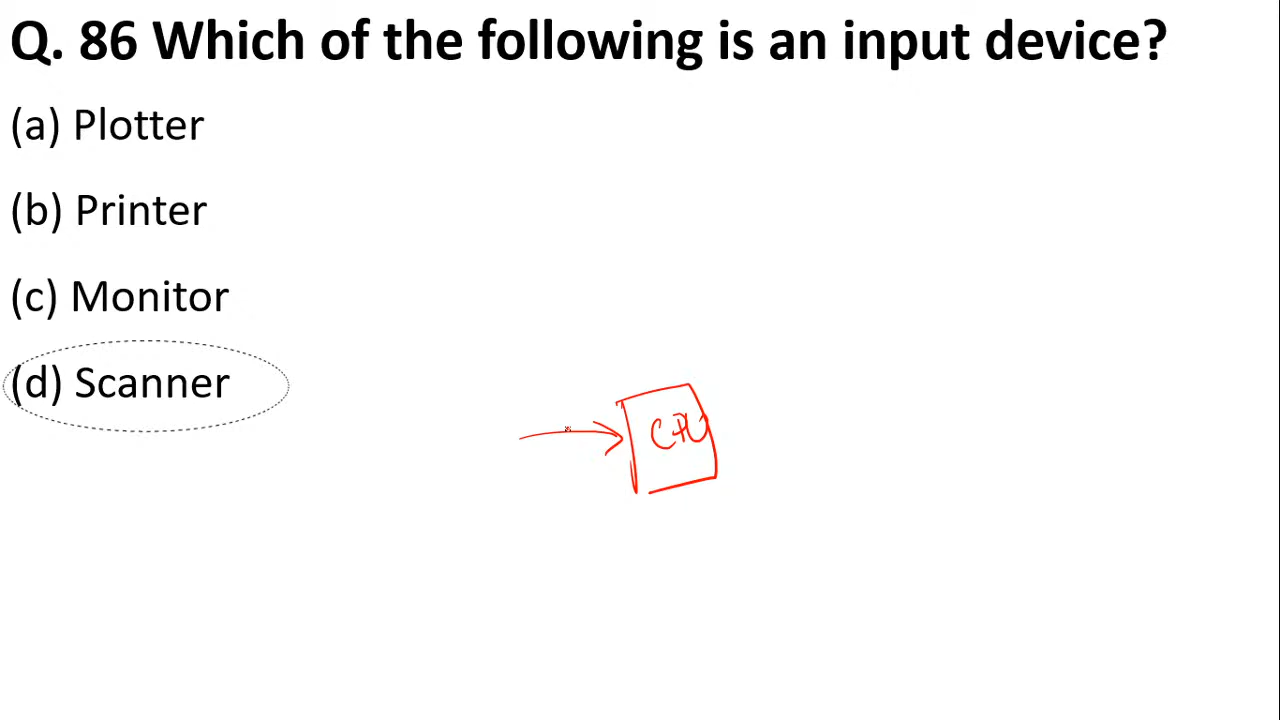 Q. 86 Which of the following is an input device?
(a) Plotter
(b) Printer
(c) Monitor
(d) Scanner
CPU